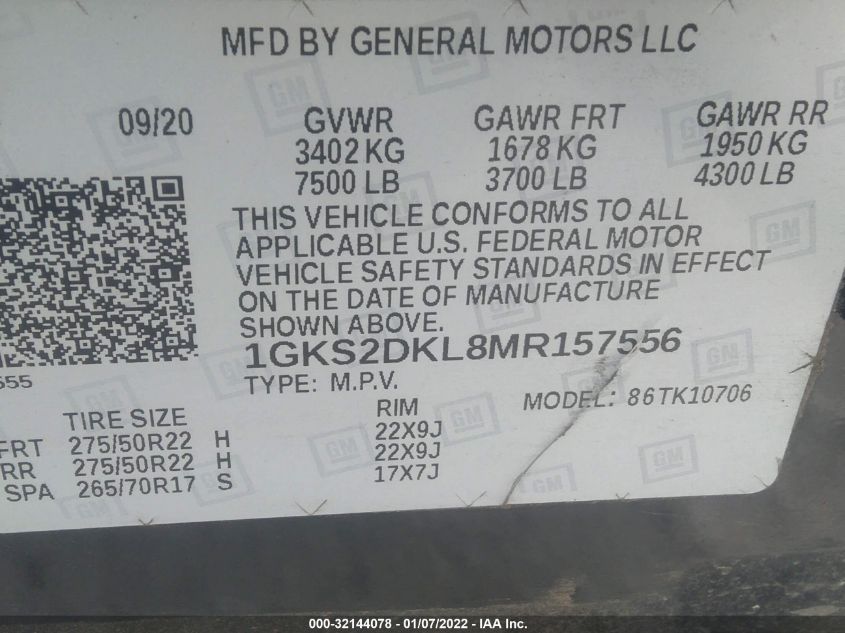 MFD BY GENERAL MOTORS LLC
09/20 GVWR GAWR FRT GAWR RR
3402 KG 1678 KG 1950 KG
7500 LB 3700 LB 4300 LB
THIS VEHICLE CONFORMS TO ALL
APPLICABLE U.S. FEDERAL MOTOR
VEHICLE SAFETY STANDARDS IN EFFECT
ON THE DATE OF MANUFACTURE
SHOWN ABOVE.
1GKS2DKL8MR157556
TYPE: M.P.V.
MODEL: 86TK10706
TIRE SIZE RIM
FRT 275/50R22 H 22X9J
RR 275/50R22 H 22X9J
SPA 265/70R17 S 17X7J
GM
000-32144078 - 01/07/2022 - IAA Inc.